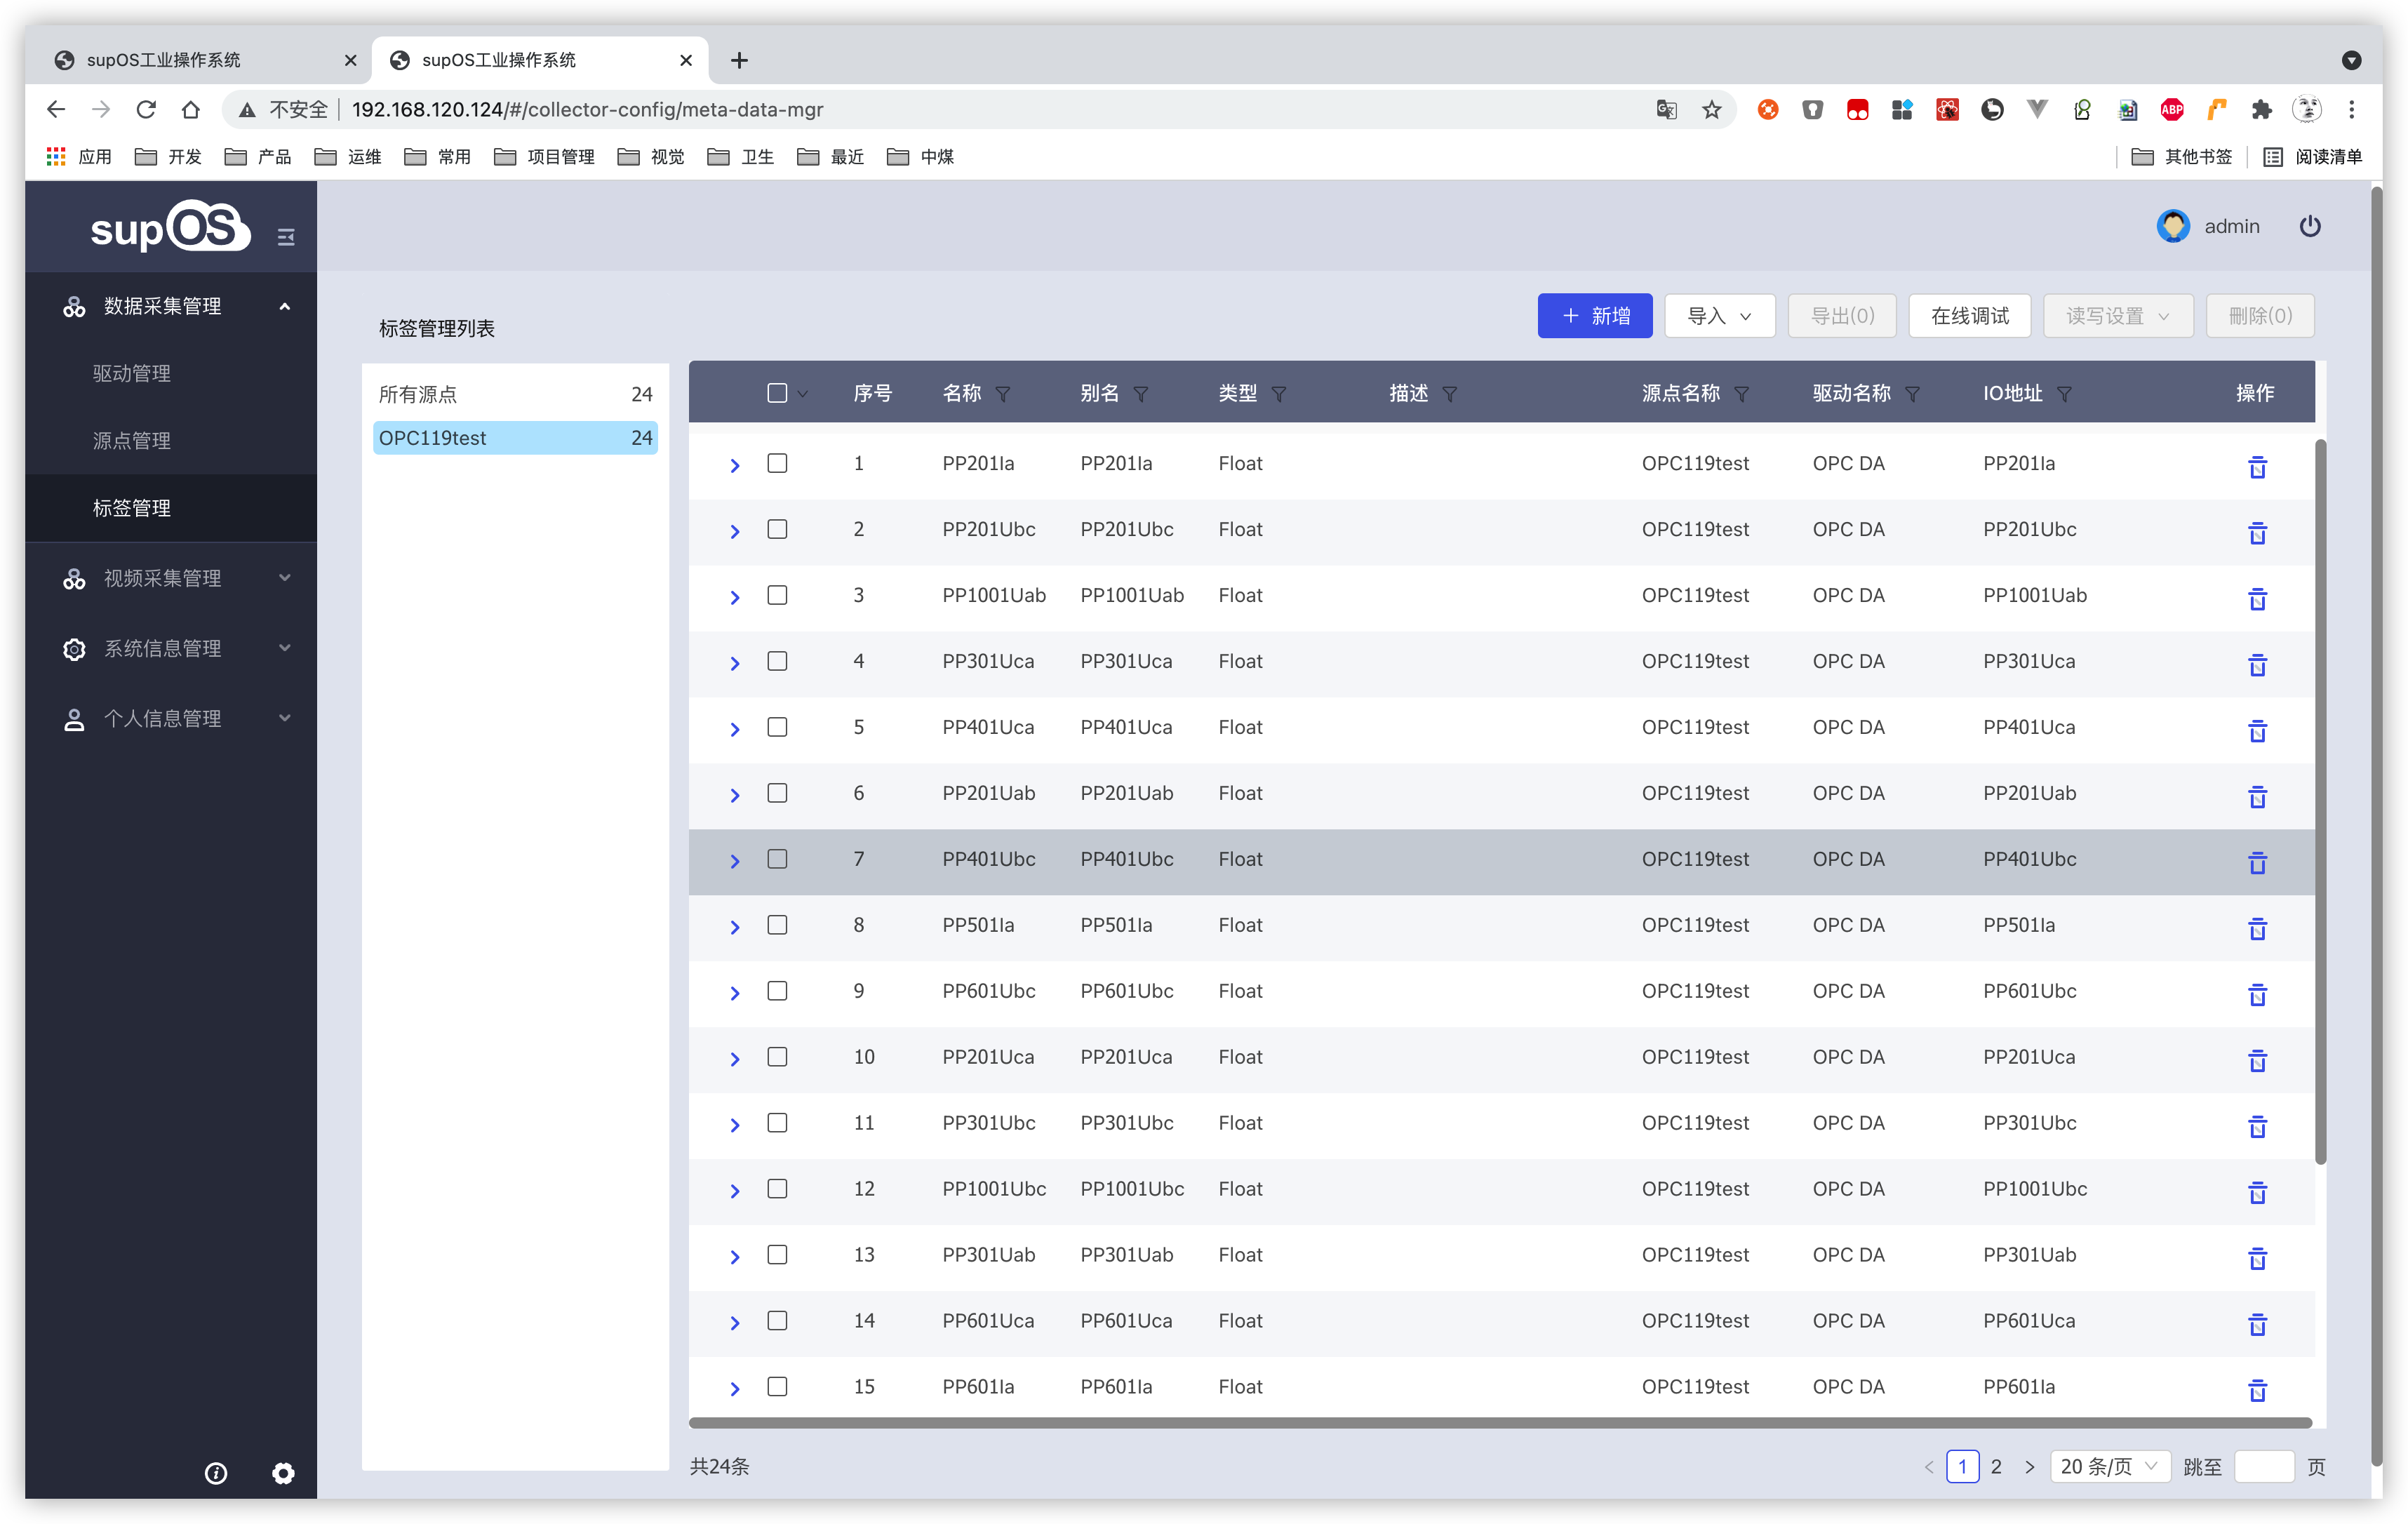 supOS工业操作系统
supOS工业操作系统
不安全 192.168.120.124/#/collector-config/meta-data-mgr
ABP
应用 开发 产品 运维 常用 项目管理 视觉 卫生 最近 中煤 其他书签 阅读清单
supOS
admin
数据采集管理
驱动管理
源点管理
标签管理
视频采集管理
系统信息管理
个人信息管理
标签管理列表
新增 导入 导出(0) 在线调试 读写设置 删除(0)
所有源点 24
OPC119test 24
序号 名称 别名 类型 描述 源点名称 驱动名称 IO地址 操作
1 PP201Ia PP201Ia Float OPC119test OPC DA PP201Ia
2 PP201Ubc PP201Ubc Float OPC119test OPC DA PP201Ubc
3 PP1001Uab PP1001Uab Float OPC119test OPC DA PP1001Uab
4 PP301Uca PP301Uca Float OPC119test OPC DA PP301Uca
5 PP401Uca PP401Uca Float OPC119test OPC DA PP401Uca
6 PP201Uab PP201Uab Float OPC119test OPC DA PP201Uab
7 PP401Ubc PP401Ubc Float OPC119test OPC DA PP401Ubc
8 PP501Ia PP501Ia Float OPC119test OPC DA PP501Ia
9 PP601Ubc PP601Ubc Float OPC119test OPC DA PP601Ubc
10 PP201Uca PP201Uca Float OPC119test OPC DA PP201Uca
11 PP301Ubc PP301Ubc Float OPC119test OPC DA PP301Ubc
12 PP1001Ubc PP1001Ubc Float OPC119test OPC DA PP1001Ubc
13 PP301Uab PP301Uab Float OPC119test OPC DA PP301Uab
14 PP601Uca PP601Uca Float OPC119test OPC DA PP601Uca
15 PP601Ia PP601Ia Float OPC119test OPC DA PP601Ia
共24条 1 2 20 条/页 跳至 页